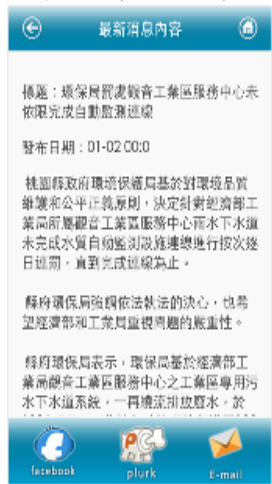 最新消息內容
標題：環保局罰處觀音工業區服務中心未
依限完成自動監測連線
發布日期：01-02 00:0
桃園縣政府環境保護局基於對環境品質
維護和公平正義原則，決定針對經濟部工
業局所屬觀音工業區服務中心雨水下水道
未完成水質自動監測設施連線進行按次逐
日連罰，直到完成連線為止。
縣府環保局強調依法執法的決心，也希
望經濟部和工業局重視問題的嚴重性。
縣府環保局表示，環保局基於經濟部工
業局觀音工業區服務中心之工業區專用污
水下水道系統，一再繞流排放廢水，於
facebook
plurk
E-mail